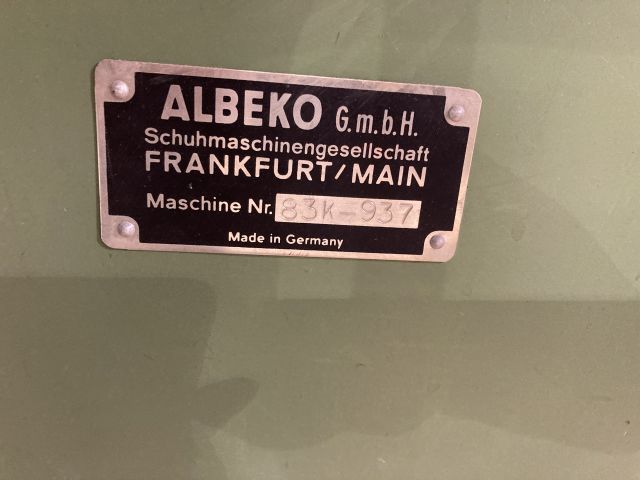 ALBEKO G.m.b.H.
Schuhmaschinengesellschaft
FRANKFURT/MAIN
Maschine Nr. 83K-937
Made in Germany